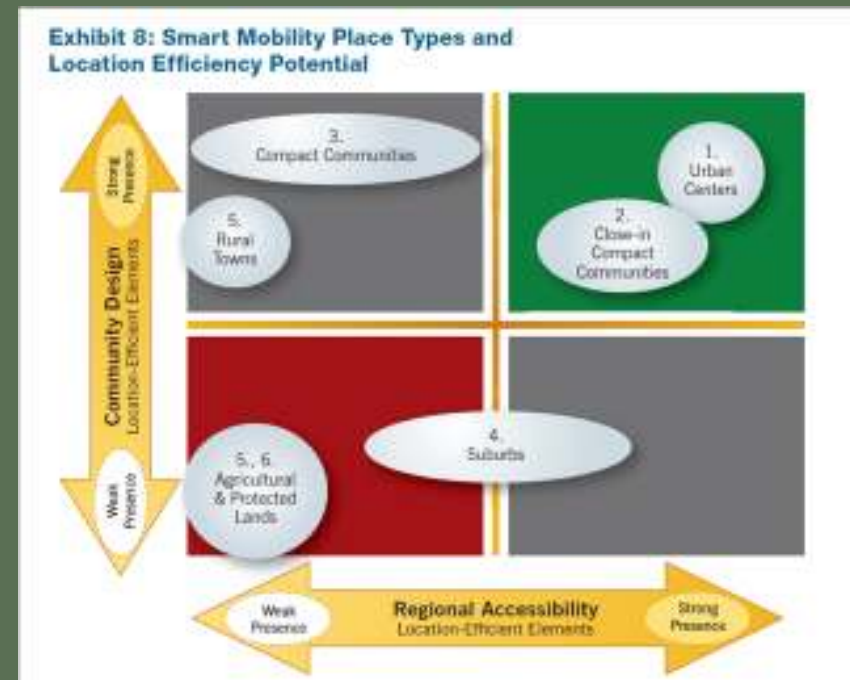 Exhibit 8: Smart Mobility Place Types and
Location Efficiency Potential
Strong
Presence
Community Design
Location-Efficient Elements
Weak
Presence
3.
Compact Communities
5.
Rural
Towns
1.
Urban
Centers
2.
Close-in
Compact
Communities
4.
Suburbs
5., 6.
Agricultural
& Protected
Lands
Weak
Presence
Regional Accessibility
Location-Efficient Elements
Strong
Presence